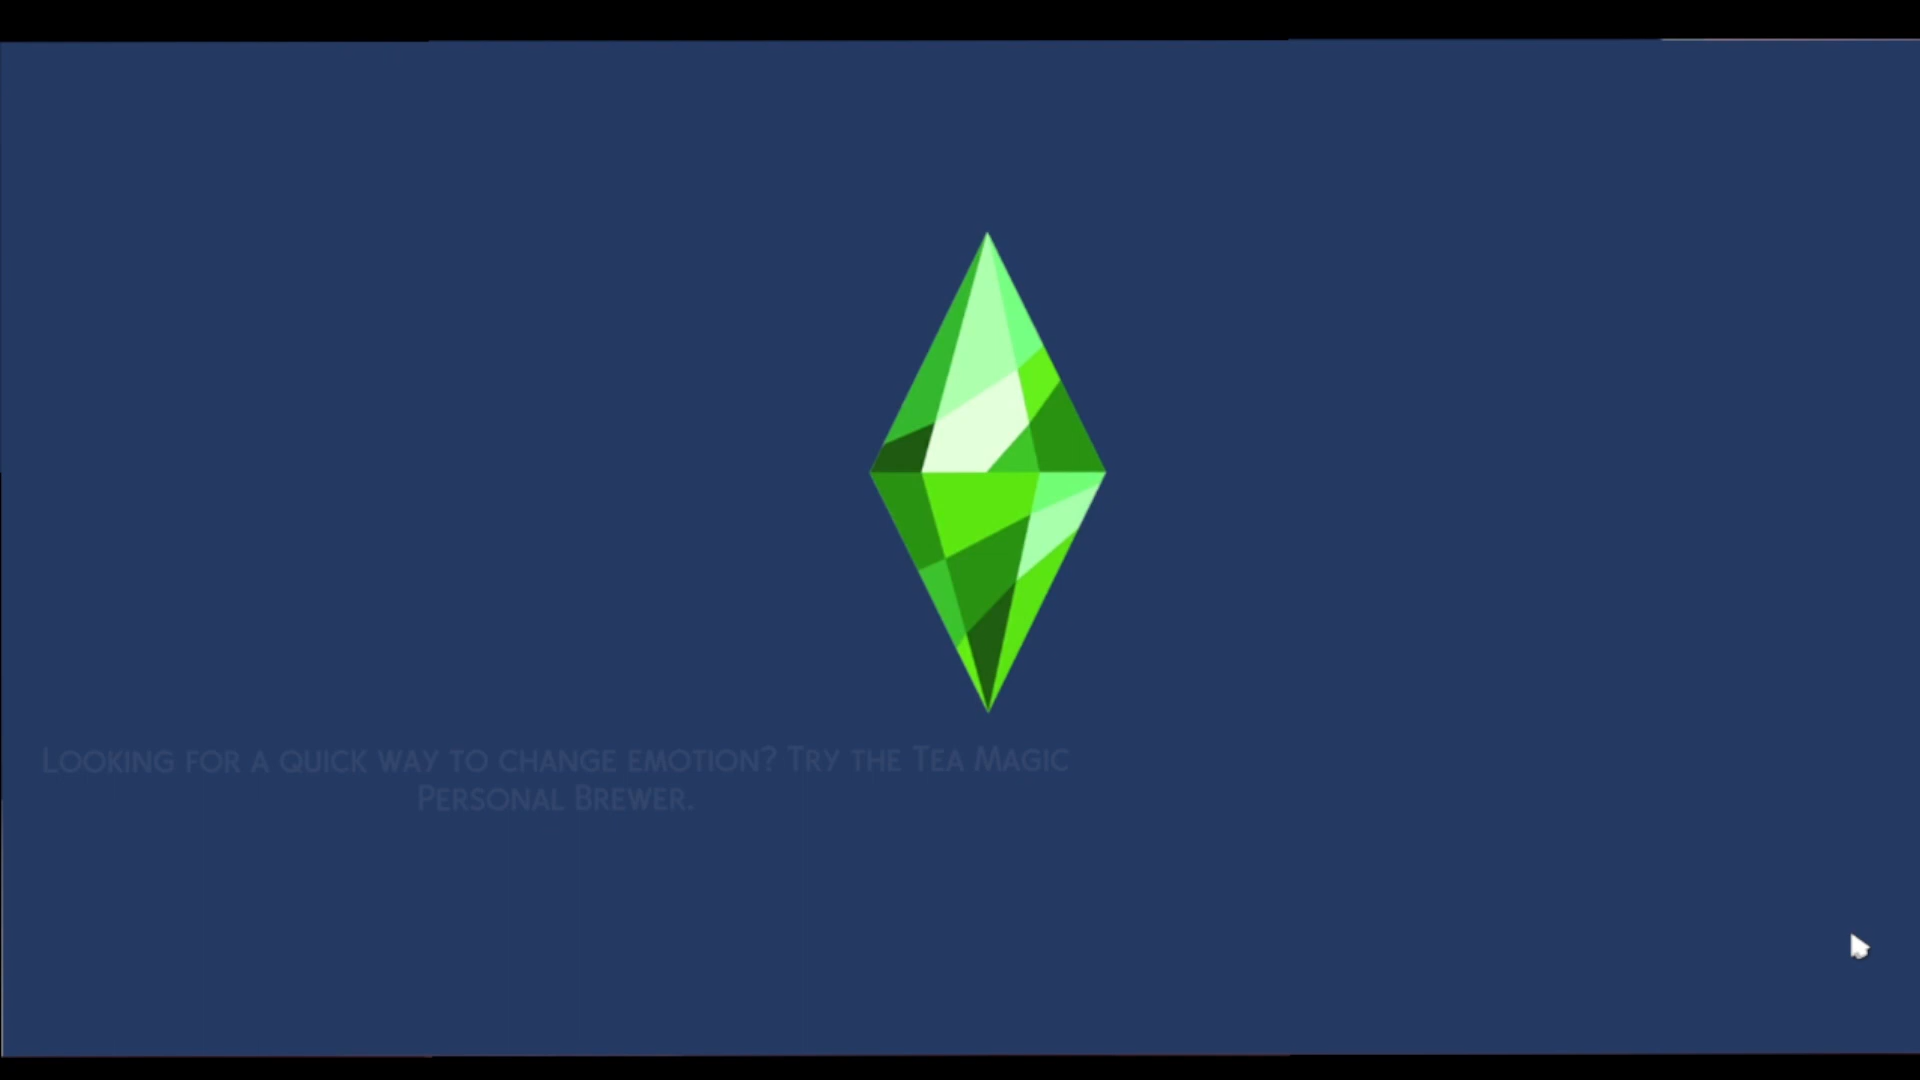 Looking for a quick way to change emotion? Try the Tea Magic
Personal Brewer.